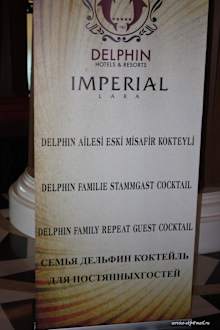 DELPHIN
HOTELS & RESORTS
IMPERIAL
LARA
DELPHIN AİLESİ ESKİ MİSAFİR KOKTEYLİ
DELPHIN FAMILIE STAMMGAST COCKTAIL
DELPHIN FAMILY REPEAT GUEST COCKTAIL
СЕМЬЯ ДЕЛЬФИН КОКТЕЙЛЬ
ДЛЯ ПОСТЯННЫХГОСТЕЙ